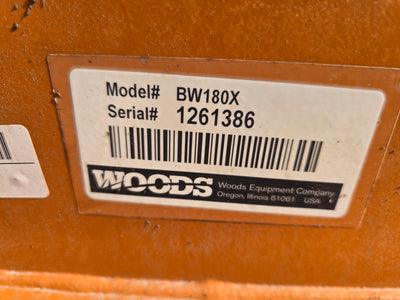 Model# BW180X
Serial# 1261386
WOODS Woods Equipment Company
Oregon, Illinois 61061 USA